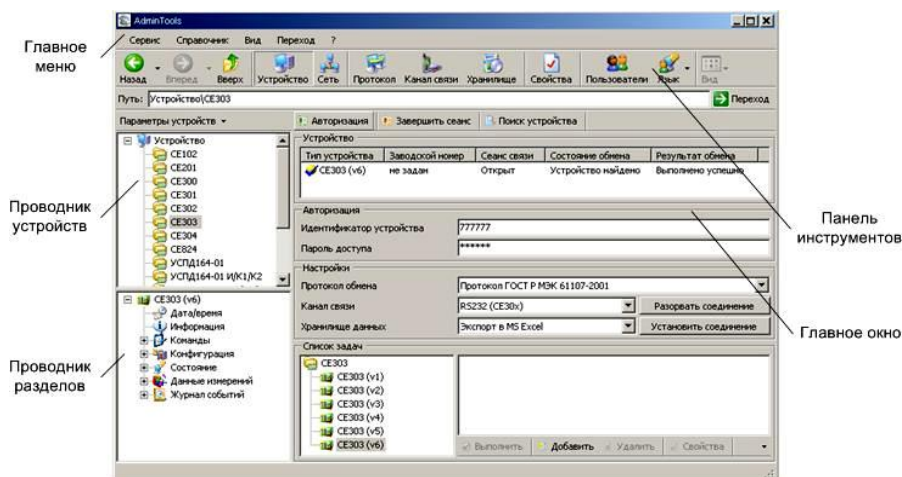 AdminTools
Главное меню
Сервис Справочник Вид Переход ?
Назад Вперед Вверх Устройство Сеть Протокол Канал связи Хранилище Свойства Пользователи Язык Вид
Путь: Устройство\CE303 Переход
Параметры устройств
Авторизация Завершить сеанс Поиск устройства
Устройство
CE102
CE201
CE300
CE301
CE302
CE303
CE304
CE824
УСПД164-01
УСПД164-01 И/К1/К2
Проводник устройств
Устройство
Тип устройства Заводской номер Сеанс связи Состояние обмена Результат обмена
CE303 (v6) не задан Открыт Устройство найдено Выполнено успешно
Авторизация
Идентификатор устройства 777777
Пароль доступа ******
Панель инструментов
Настройки
Протокол обмена Протокол ГОСТ Р МЭК 61107-2001
Канал связи RS232 (CE30x) Разорвать соединение
Хранилище данных Экспорт в MS Excel Установить соединение
Главное окно
CE303 (v6)
Дата/время
Информация
Команды
Конфигурация
Состояние
Данные измерений
Журнал событий
Проводник разделов
Список задач
CE303
CE303 (v1)
CE303 (v2)
CE303 (v3)
CE303 (v4)
CE303 (v5)
CE303 (v6)
Выполнить Добавить Удалить Свойства